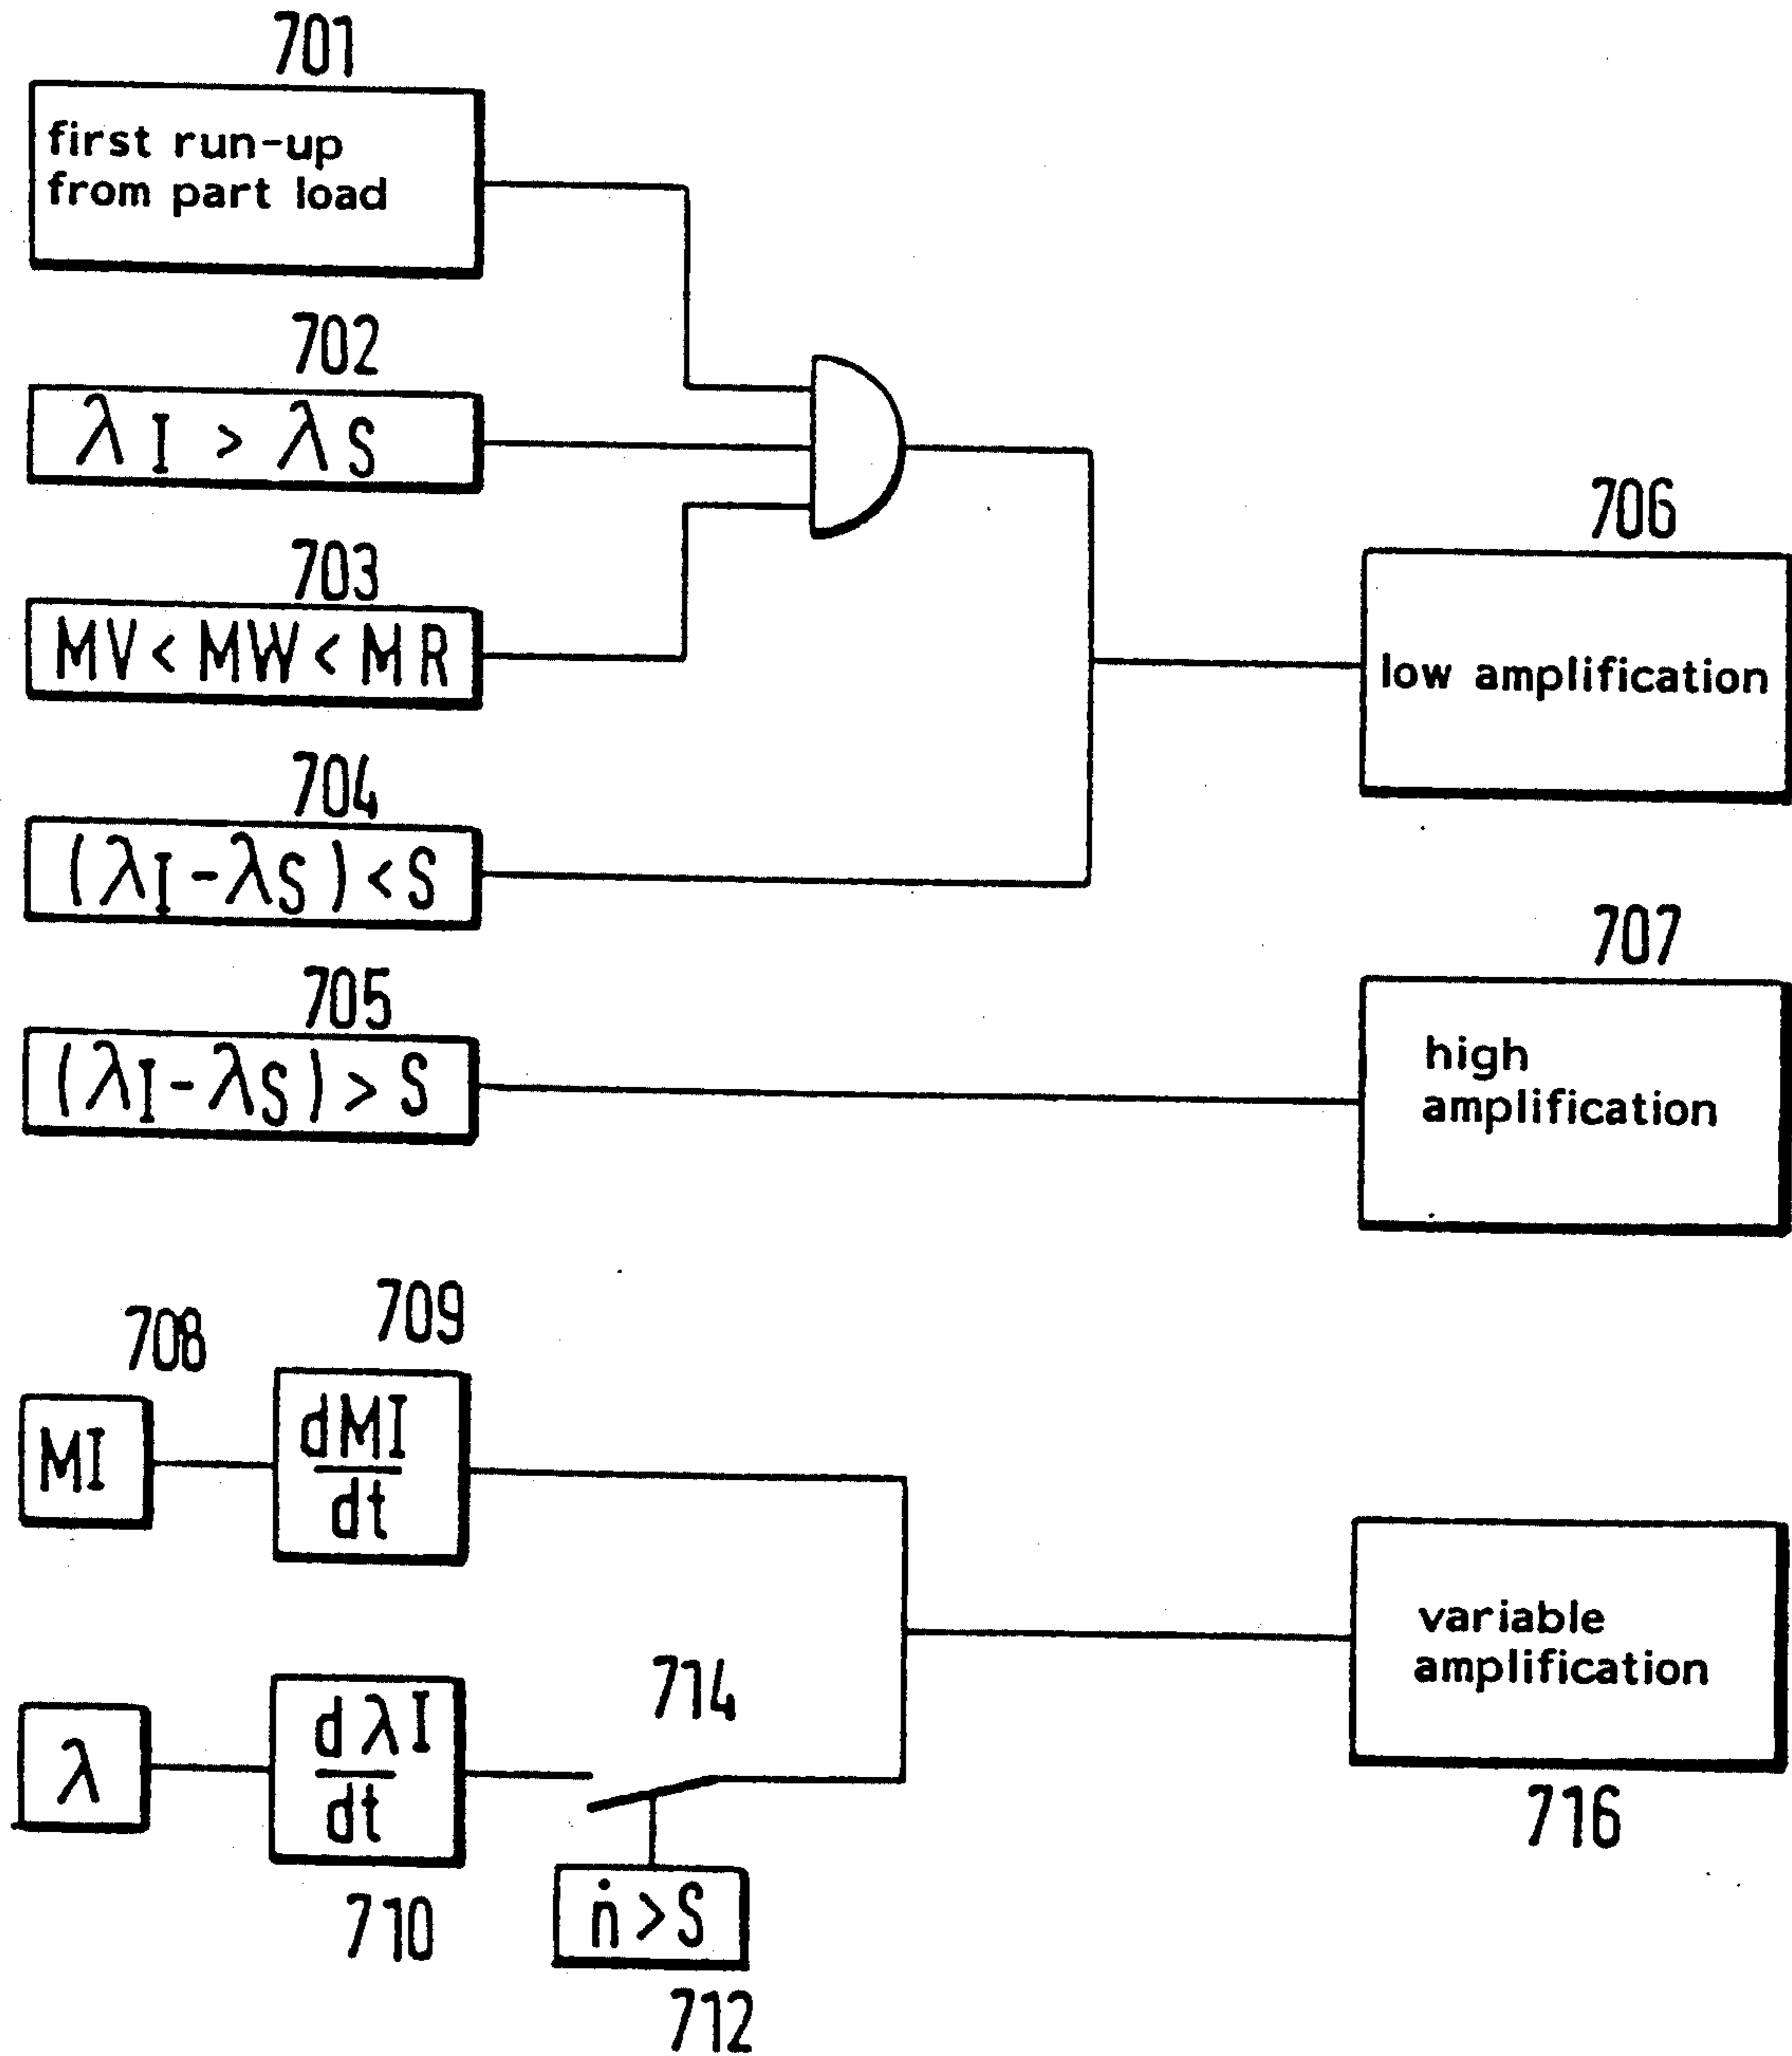 701
first run-up
from part load
702
λI > λS
703
MV < MW < MR
704
(λI - λS) < S
705
(λI - λS) > S
706
low amplification
707
high
amplification
708
MI
709
dMI
dt
λ
dλI
dt
710
714
ṅ > S
712
variable
amplification
716